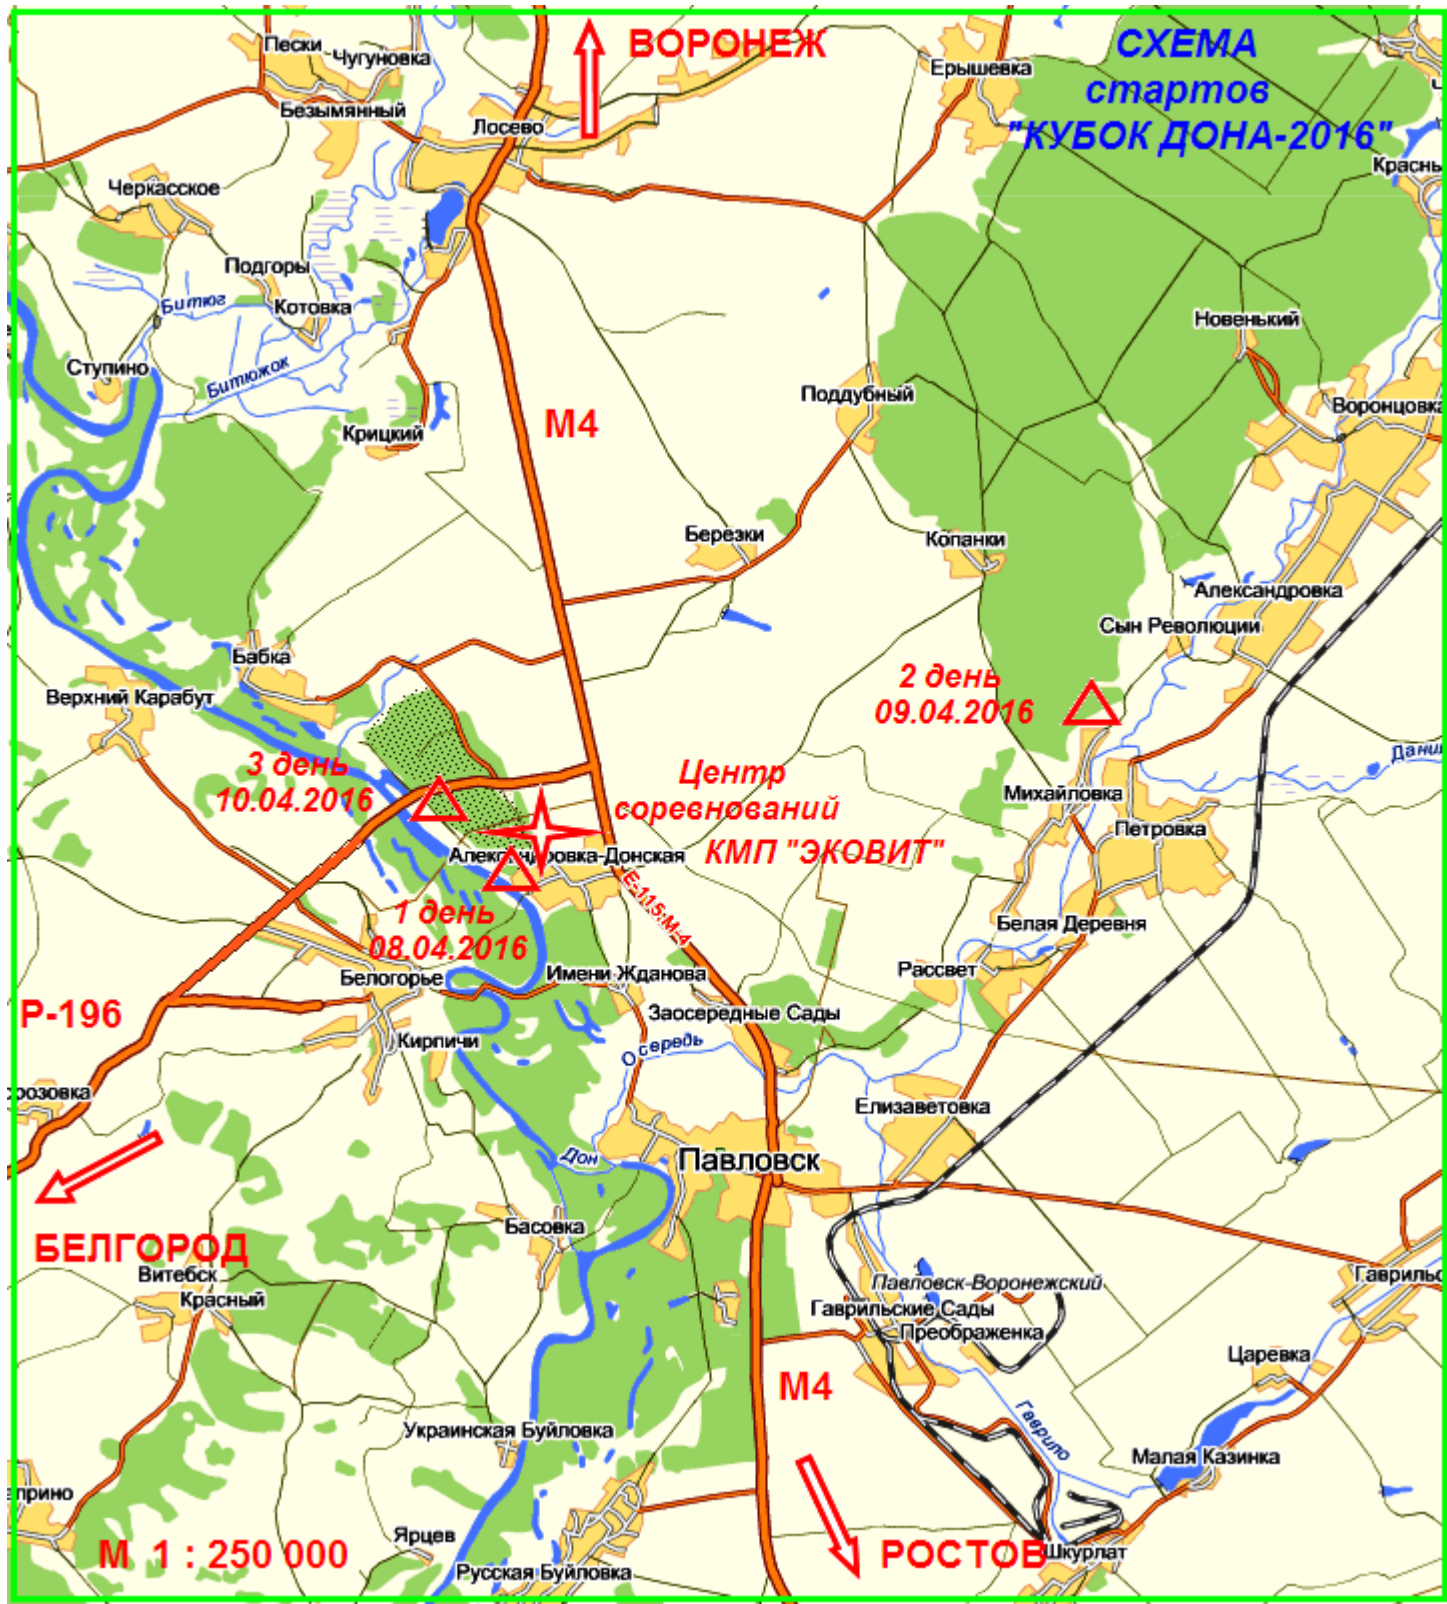 ВОРОНЕЖ
СХЕМА
стартов
"КУБОК ДОНА-2016"
Пески
Чугуновка
Безымянный
Лосево
Ерышевка
Черкасское
Подгоры
Битюг
Котовка
Новенький
Ступино
Битюжок
Поддубный
Воронцовка
М4
Крицкий
Березки
Копанки
Александровка
Сын Революции
Бабка
Верхний Карабут
2 день
09.04.2016
3 день
10.04.2016
Центр
соревнований
КМП "ЭКОВИТ"
Михайловка
Петровка
Александровка-Донская
Е-115;М-4
1 день
08.04.2016
Белая Деревня
Белогорье
Имени Жданова
Рассвет
Р-196
Заосередные Сады
Кирпичи
Осередь
Елизаветовка
Дон
Павловск
Басовка
БЕЛГОРОД
Витебск
Красный
Павловск-Воронежский
Гаврильские Сады
Преображенка
Царевка
М4
Гаврило
Украинская Буйловка
Малая Казинка
Ярцев
М 1 : 250 000
РОСТОВ
Шкурлат
Русская Буйловка